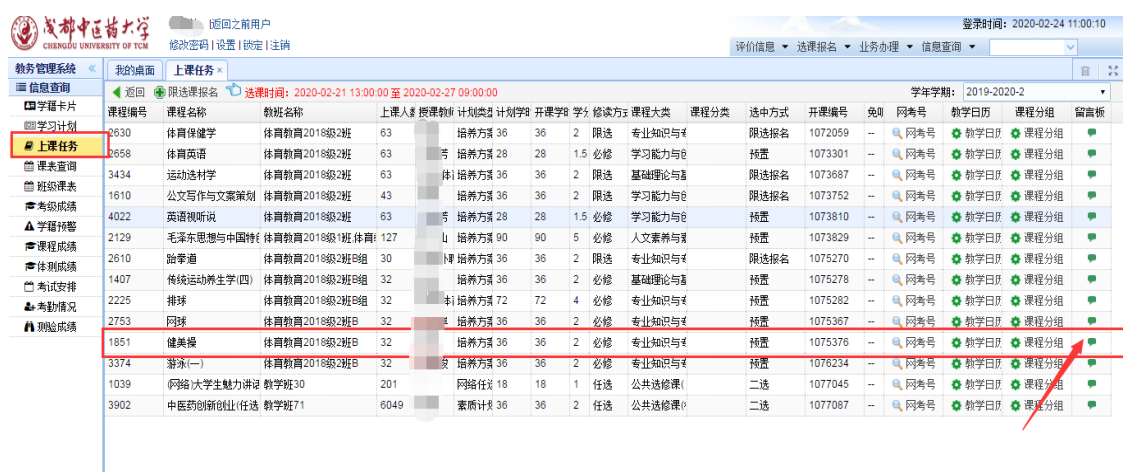 成都中医药大学
CHENGDU UNIVERSITY OF TCM
返回之前用户
修改密码 | 设置 | 锁定 | 注销
登录时间: 2020-02-24 11:00:10
评价信息 选课报名 业务办理 信息查询
教务管理系统 «
我的桌面 上课任务 ×
信息查询
学籍卡片
学习计划
上课任务
课表查询
班级课表
考级成绩
学籍预警
课程成绩
体测成绩
考试安排
考勤情况
测验成绩
返回 限选课报名 选课时间: 2020-02-21 13:00:00 至 2020-02-27 09:00:00
学年学期: 2019-2020-2
课程编号 课程名称 教班名称 上课人数 授课教师 计划类型 计划学时 开课学时 学分 修读方式 课程大类 课程分类 选中方式 开课编号 免听 网考号 教学日历 课程分组 留言板
2630 体育保健学 体育教育2018级2班 63 培养方案 36 36 2 限选 专业知识与专 限选报名 1072059 -- 网考号 教学日历 课程分组
2658 体育英语 体育教育2018级2班 63 培养方案 28 28 1.5 必修 学习能力与创 预置 1073301 -- 网考号 教学日历 课程分组
3434 运动选材学 体育教育2018级2班 63 培养方案 36 36 2 限选 基础理论与基 限选报名 1073687 -- 网考号 教学日历 课程分组
1610 公文写作与文案策划 体育教育2018级2班 43 培养方案 36 36 2 限选 学习能力与创 限选报名 1073752 -- 网考号 教学日历 课程分组
4022 英语视听说 体育教育2018级2班 63 培养方案 28 28 1.5 必修 学习能力与创 预置 1073810 -- 网考号 教学日历 课程分组
2129 毛泽东思想与中国特色 体育教育2018级1班,体育教 127 培养方案 90 90 5 必修 人文素养与素 预置 1073829 -- 网考号 教学日历 课程分组
2610 跆拳道 体育教育2018级2班B组 30 培养方案 36 36 2 限选 专业知识与专 限选报名 1075270 -- 网考号 教学日历 课程分组
1407 传统运动养生学(四) 体育教育2018级2班B组 32 培养方案 36 36 2 必修 基础理论与基 预置 1075278 -- 网考号 教学日历 课程分组
2225 排球 体育教育2018级2班B组 32 培养方案 72 72 4 必修 专业知识与专 预置 1075282 -- 网考号 教学日历 课程分组
2753 网球 体育教育2018级2班B 32 培养方案 36 36 2 必修 专业知识与专 预置 1075367 -- 网考号 教学日历 课程分组
1851 健美操 体育教育2018级2班B 32 培养方案 36 36 2 必修 专业知识与专 预置 1075376 -- 网考号 教学日历 课程分组
3374 游泳(一) 体育教育2018级2班B 32 培养方案 36 36 2 必修 专业知识与专 预置 1076234 -- 网考号 教学日历 课程分组
1039 (网络)大学生魅力讲话 教学班30 201 网络任选 18 18 1 任选 公共选修课( 二选 1077045 -- 网考号 教学日历 课程分组
3902 中医药创新创业(任选 教学班71 6049 素质计划 36 36 2 任选 公共选修课( 二选 1077087 -- 网考号 教学日历 课程分组